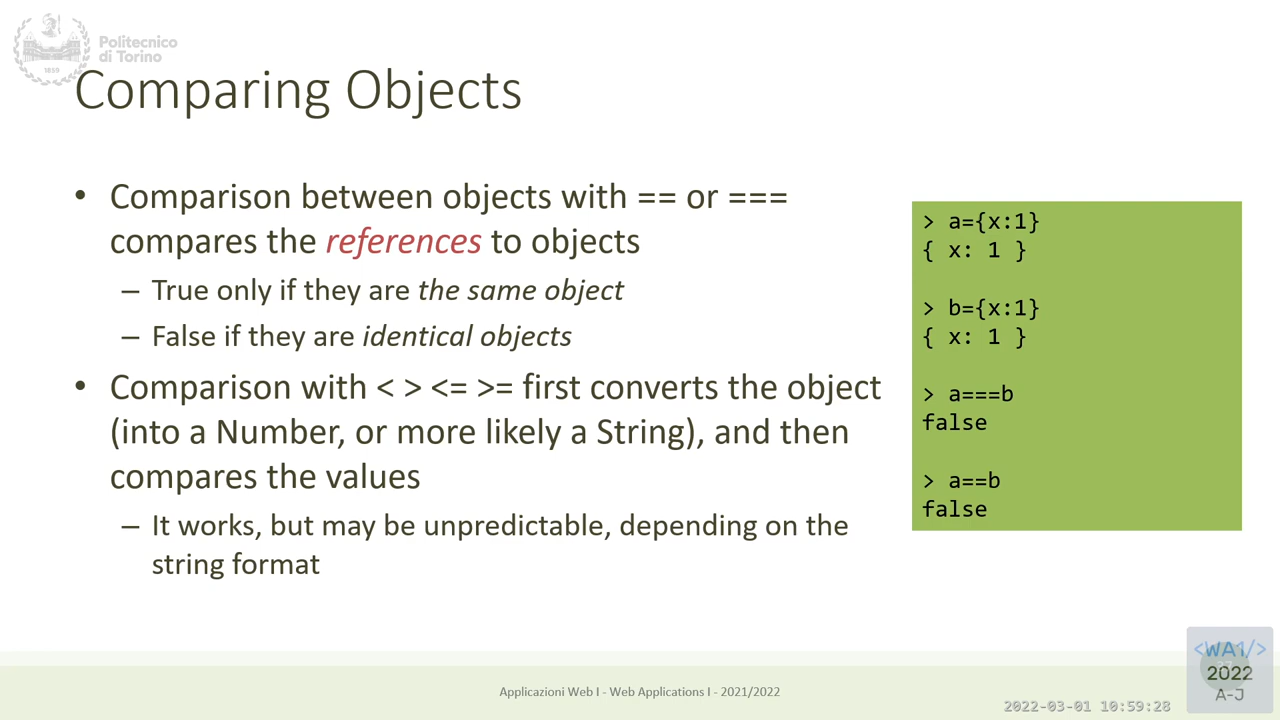 Politecnico
di Torino
1859
Comparing Objects
• Comparison between objects with == or ===
compares the references to objects
– True only if they are the same object
– False if they are identical objects
• Comparison with < > <= >= first converts the object
(into a Number, or more likely a String), and then
compares the values
– It works, but may be unpredictable, depending on the
string format
> a={x:1}
{ x: 1 }
> b={x:1}
{ x: 1 }
> a===b
false
> a==b
false
Applicazioni Web I - Web Applications I - 2021/2022
2022-03-01 10:59:28
<WA1/>
2022
A-J